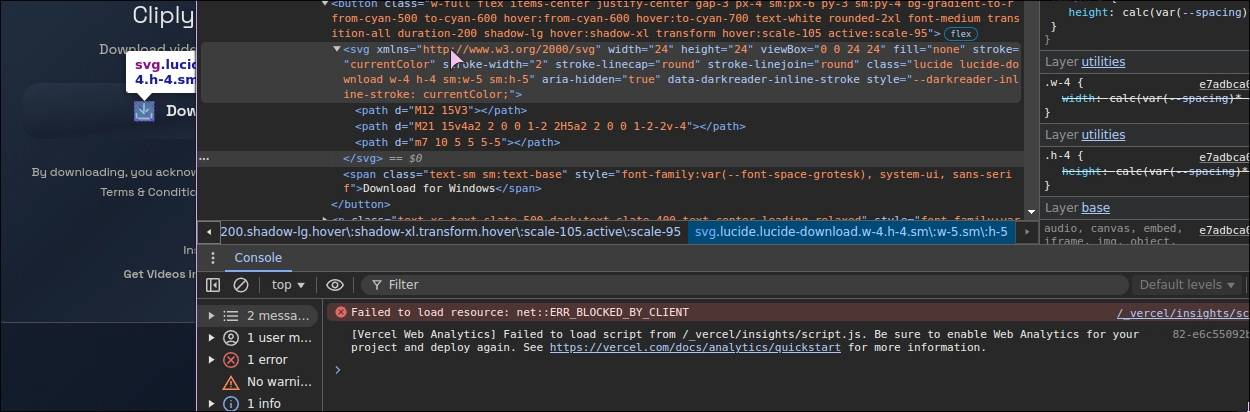 Cliply
Download vide
svg.lucid
4.h-4.sm
Dow
By downloading, you acknow
Terms & Conditio
Ins
Get Videos In
<button class="w-full flex items-center justify-center gap-3 px-4 sm:px-6 py-3 sm:py-4 bg-gradient-to-r
from-cyan-500 to-cyan-600 hover:from-cyan-600 hover:to-cyan-700 text-white rounded-2xl font-medium trans
ition-all duration-200 shadow-lg hover:shadow-xl transform hover:scale-105 active:scale-95"> flex
<svg xmlns="http://www.w3.org/2000/svg" width="24" height="24" viewBox="0 0 24 24" fill="none" stroke=
"currentColor" stroke-width="2" stroke-linecap="round" stroke-linejoin="round" class="lucide lucide-do
wnload w-4 h-4 sm:w-5 sm:h-5" aria-hidden="true" data-darkreader-inline-stroke style="--darkreader-inl
ine-stroke: currentColor;">
<path d="M12 15V3"></path>
<path d="M21 15v4a2 2 0 0 1-2 2H5a2 2 0 0 1-2-2v-4"></path>
<path d="m7 10 5 5 5-5"></path>
</svg> == $0
<span class="text-sm sm:text-base" style="font-family:var(--font-space-grotesk), system-ui, sans-seri
f">Download for Windows</span>
</button>
<p class="text-xs text-slate-500 dark:text-slate-400 text-center leading-relaxed" style="font-family:var
200.shadow-lg.hover\:shadow-xl.transform.hover\:scale-105.active\:scale-95 svg.lucide.lucide-download.w-4.h-4.sm\:w-5.sm\:h-5
height: calc(var(--spacing)
}
}
Layer utilities
.w-4 { e7adbca6
width: calc(var(--spacing)*
}
Layer utilities
.h-4 { e7adbca6
height: calc(var(--spacing)*
}
Layer base
audio, canvas, embed, e7adbca6
iframe, img, object,
Console
top Filter Default levels
2 messa...
1 user m...
1 error
No warni...
1 info
Failed to load resource: net::ERR_BLOCKED_BY_CLIENT /_vercel/insights/sc
[Vercel Web Analytics] Failed to load script from /_vercel/insights/script.js. Be sure to enable Web Analytics for your 82-e6c55092b
project and deploy again. See https://vercel.com/docs/analytics/quickstart for more information.